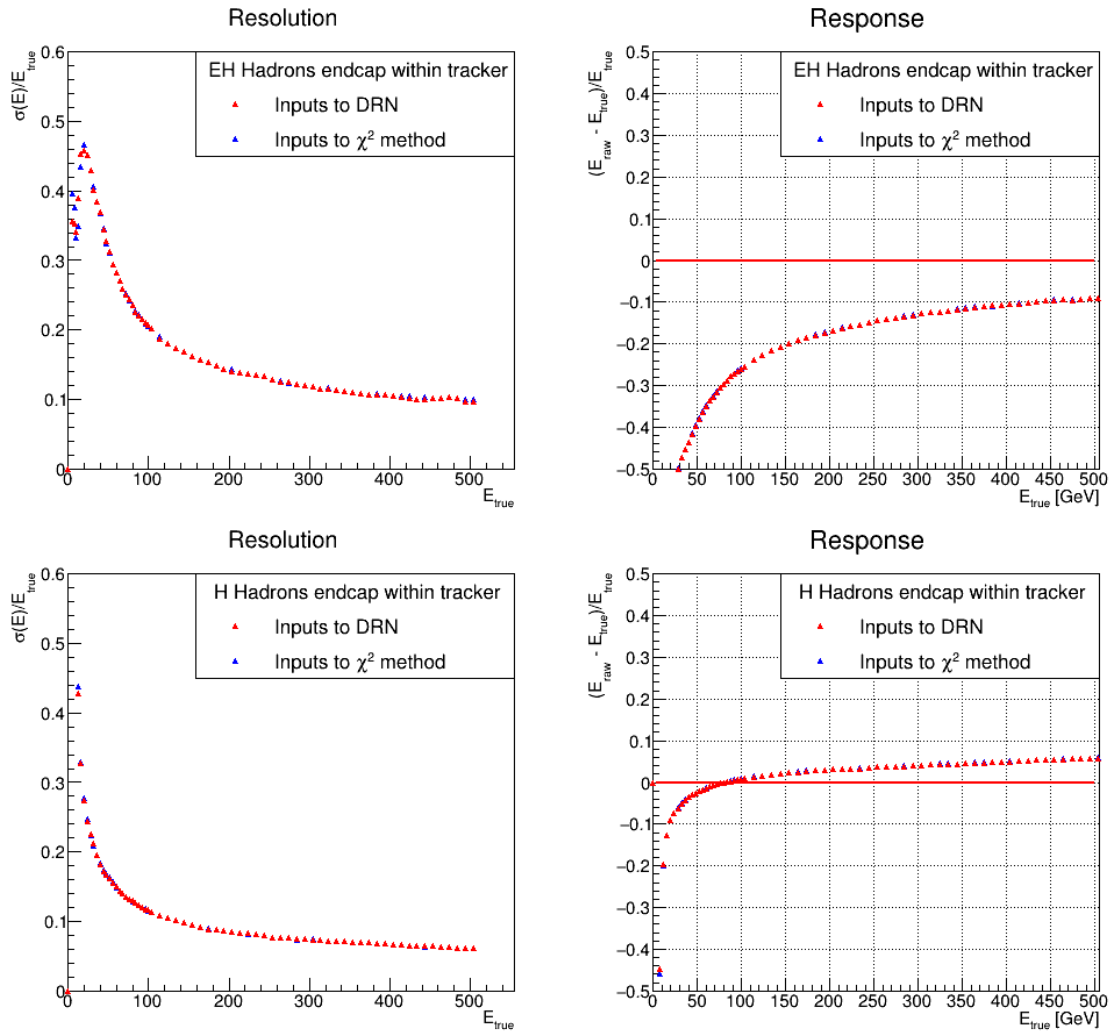 Resolution
σ(E)/E_true
0.6
0.5
0.4
0.3
0.2
0.1
0
EH Hadrons endcap within tracker
Inputs to DRN
Inputs to χ² method
0 100 200 300 400 500
E_true
Response
(E_raw - E_true)/E_true
0.5
0.4
0.3
0.2
0.1
0
−0.1
−0.2
−0.3
−0.4
−0.5
EH Hadrons endcap within tracker
Inputs to DRN
Inputs to χ² method
0 50 100 150 200 250 300 350 400 450 500
E_true [GeV]
Resolution
σ(E)/E_true
0.6
0.5
0.4
0.3
0.2
0.1
0
H Hadrons endcap within tracker
Inputs to DRN
Inputs to χ² method
0 100 200 300 400 500
E_true
Response
(E_raw - E_true)/E_true
0.5
0.4
0.3
0.2
0.1
0
−0.1
−0.2
−0.3
−0.4
−0.5
H Hadrons endcap within tracker
Inputs to DRN
Inputs to χ² method
0 50 100 150 200 250 300 350 400 450 500
E_true [GeV]